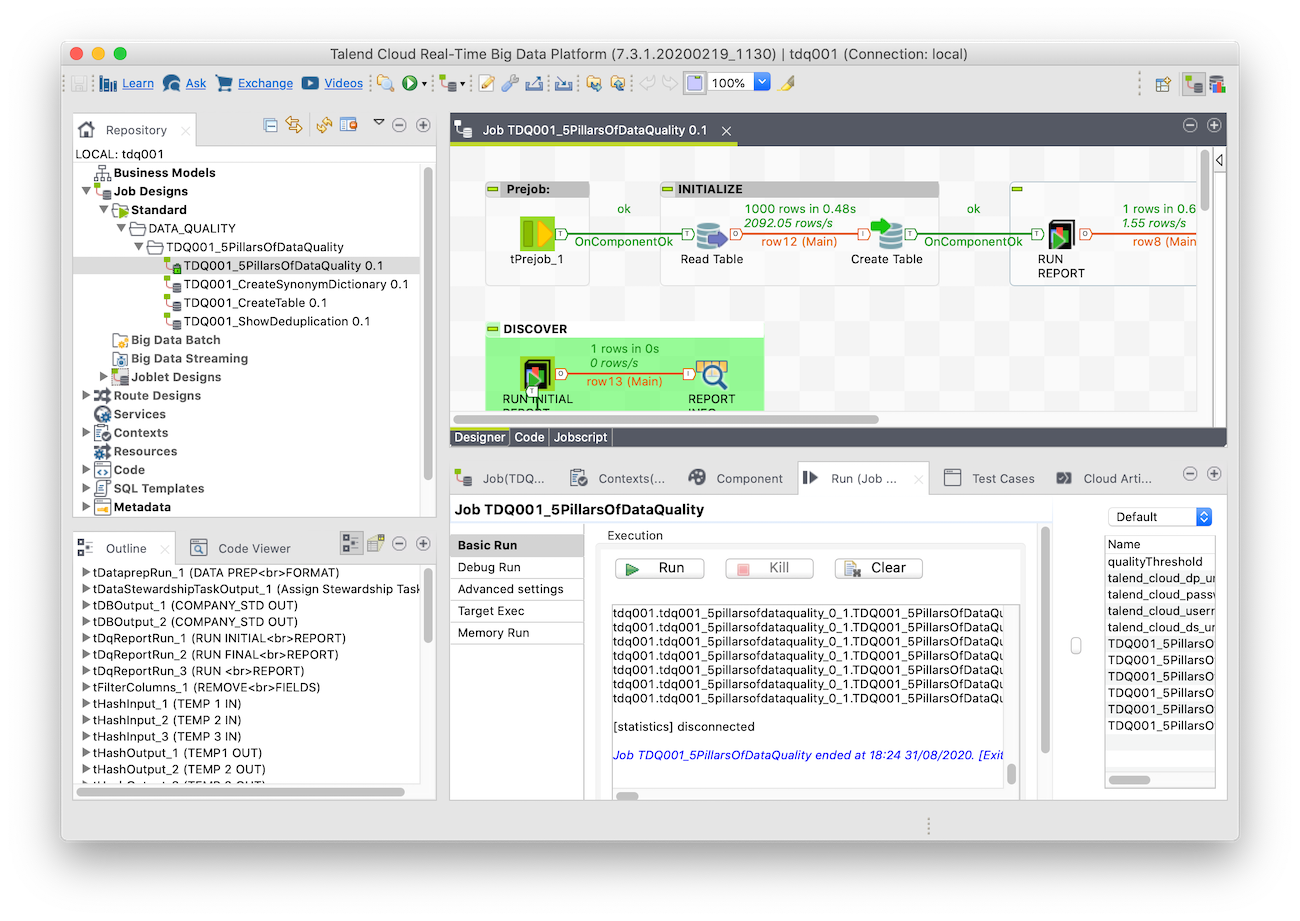 Talend Cloud Real-Time Big Data Platform (7.3.1.20200219_1130) | tdq001 (Connection: local)
Learn Ask Exchange Videos 100%
Repository
LOCAL: tdq001
Business Models
Job Designs
Standard
DATA_QUALITY
TDQ001_5PillarsOfDataQuality
TDQ001_5PillarsOfDataQuality 0.1
TDQ001_CreateSynonymDictionary 0.1
TDQ001_CreateTable 0.1
TDQ001_ShowDeduplication 0.1
Big Data Batch
Big Data Streaming
Joblet Designs
Route Designs
Services
Contexts
Resources
Code
SQL Templates
Metadata
Outline
Code Viewer
tDataprepRun_1 (DATA PREP<br>FORMAT)
tDataStewardshipTaskOutput_1 (Assign Stewardship Task
tDBOutput_1 (COMPANY_STD OUT)
tDBOutput_2 (COMPANY_STD OUT)
tDqReportRun_1 (RUN INITIAL<br>REPORT)
tDqReportRun_2 (RUN FINAL<br>REPORT)
tDqReportRun_3 (RUN <br>REPORT)
tFilterColumns_1 (REMOVE<br>FIELDS)
tHashInput_1 (TEMP 1 IN)
tHashInput_2 (TEMP 2 IN)
tHashInput_3 (TEMP 3 IN)
tHashOutput_1 (TEMP1 OUT)
tHashOutput_2 (TEMP 2 OUT)
Job TDQ001_5PillarsOfDataQuality 0.1
Prejob:
tPrejob_1
ok
OnComponentOk
INITIALIZE
1000 rows in 0.48s
2092.05 rows/s
row12 (Main)
Read Table
Create Table
ok
OnComponentOk
RUN
REPORT
1 rows in 0.6
1.55 rows/s
row8 (Main
DISCOVER
1 rows in 0s
0 rows/s
row13 (Main)
RUN INITIAL
REPORT
REPORT
INFO
Designer Code Jobscript
Job(TDQ... Contexts(... Component Run (Job ... Test Cases Cloud Arti...
Job TDQ001_5PillarsOfDataQuality
Basic Run
Debug Run
Advanced settings
Target Exec
Memory Run
Execution
Run Kill Clear
tdq001.tdq001_5pillarsofdataquality_0_1.TDQ001_5PillarsOfDataQu
tdq001.tdq001_5pillarsofdataquality_0_1.TDQ001_5PillarsOfDataQu
tdq001.tdq001_5pillarsofdataquality_0_1.TDQ001_5PillarsOfDataQu
tdq001.tdq001_5pillarsofdataquality_0_1.TDQ001_5PillarsOfDataQu
tdq001.tdq001_5pillarsofdataquality_0_1.TDQ001_5PillarsOfDataQu
tdq001.tdq001_5pillarsofdataquality_0_1.TDQ001_5PillarsOfDataQu
tdq001.tdq001_5pillarsofdataquality_0_1.TDQ001_5PillarsOfDataQu
[statistics] disconnected
Job TDQ001_5PillarsOfDataQuality ended at 18:24 31/08/2020. [Exit
Default
Name
qualityThreshold
talend_cloud_dp_ur
talend_cloud_passw
talend_cloud_usern
talend_cloud_ds_ur
TDQ001_5PillarsO
TDQ001_5PillarsO
TDQ001_5PillarsO
TDQ001_5PillarsO
TDQ001_5PillarsO
TDQ001_5PillarsO